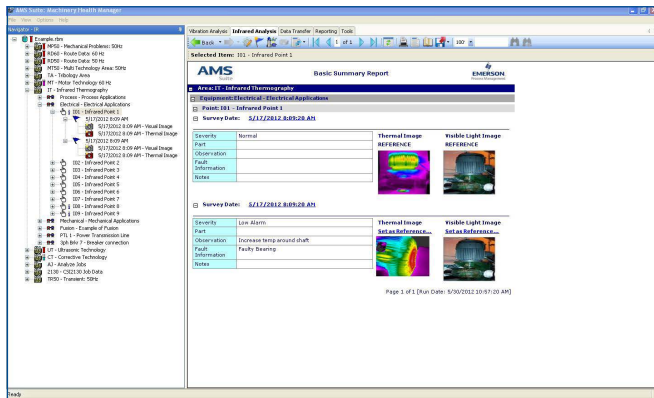 AMS Suite: Machinery Health Manager
File View Options Help
Navigator - IR
Example.rbm
MP50 - Mechanical Problems: 50Hz
RD60 - Route Data: 60 Hz
RD50 - Route Data: 50 Hz
MT50 - Multi Technology Area: 50Hz
TA - Tribology Area
MT - Motor Technology 60 Hz
IT - Infrared Thermography
Process - Process Applications
Electrical - Electrical Applications
I01 - Infrared Point 1
5/17/2012 8:09 AM
5/17/2012 8:09 AM - Visual Image
5/17/2012 8:09 AM - Thermal Image
5/17/2012 8:09 AM
5/17/2012 8:09 AM - Visual Image
5/17/2012 8:09 AM - Thermal Image
I02 - Infrared Point 2
I03 - Infrared Point 3
I04 - Infrared Point 4
I05 - Infrared Point 5
I06 - Infrared Point 6
I07 - Infrared Point 7
I08 - Infrared Point 8
I09 - Infrared Point 9
Mechanical - Mechanical Applications
Fusion - Example of Fusion
PTL 1 - Power Transmission Line
3ph Brkr 7 - Breaker connection
UT - Ultrasonic Technology
CT - Corrective Technology
AJ - Analyze Jobs
2130 - CSI2130 Job Data
TR50 - Transient: 50Hz
Vibration Analysis Infrared Analysis Data Transfer Reporting Tools
Back 1 of 1 100%
Selected Item: I01 - Infrared Point 1
AMS Suite Basic Summary Report EMERSON Process Management
Area: IT - Infrared Thermography
Equipment: Electrical - Electrical Applications
Point: I01 - Infrared Point 1
Survey Date: 5/17/2012 8:09:28 AM
Severity Normal Thermal Image Visible Light Image
Part REFERENCE REFERENCE
Observation
Fault Information
Notes
Survey Date: 5/17/2012 8:09:28 AM
Severity Low Alarm Thermal Image Visible Light Image
Part Set as Reference... Set as Reference...
Observation Increase temp around shaft
Fault Information Faulty Bearing
Notes
Page 1 of 1 [Run Date: 5/30/2012 10:57:20 AM]
Ready